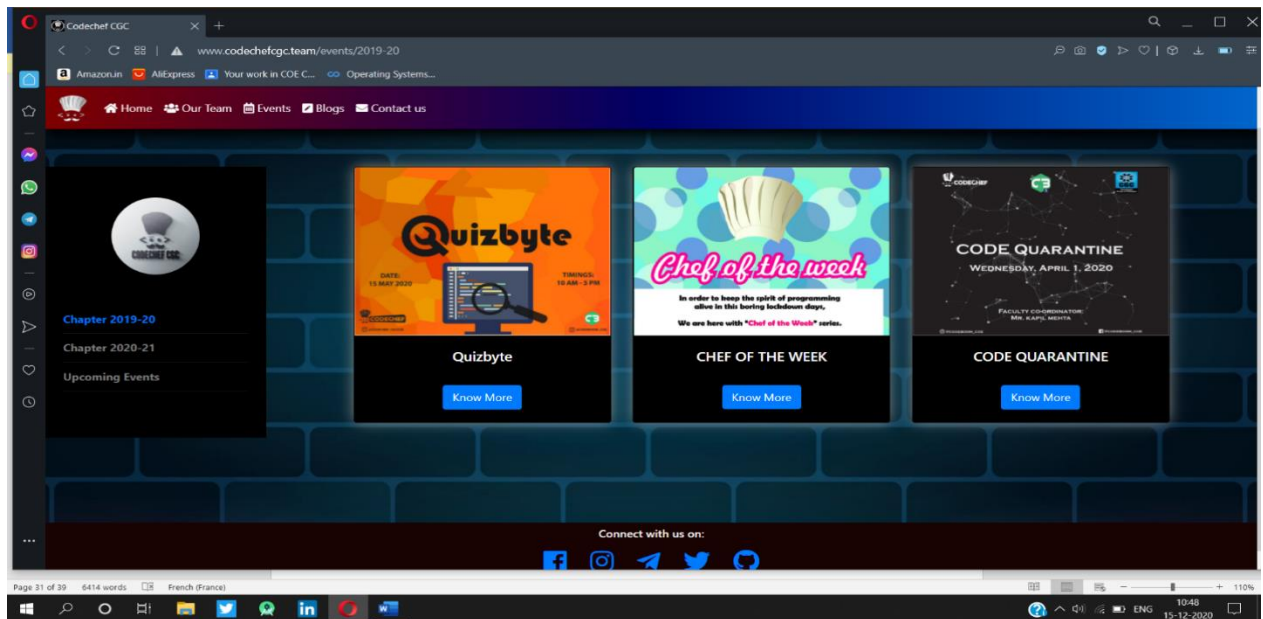 Codechef CGC
www.codechefcgc.team/events/2019-20
Amazon.in AliExpress Your work in COE C... Operating Systems...
Home Our Team Events Blogs Contact us
CODECHEF CGC
Chapter 2019-20
Chapter 2020-21
Upcoming Events
Quizbyte
DATE:
15 MAY 2020
TIMINGS:
10 AM - 5 PM
CODECHEF
Quizbyte
Know More
Chef of the week
In order to keep the spirit of programming
alive in this boring lockdown days,
We are here with "Chef of the Week" series.
CHEF OF THE WEEK
Know More
CODECHEF
CODE QUARANTINE
WEDNESDAY, APRIL 1, 2020
FACULTY CO-ORDINATOR:
MR. KAPIL MEHTA
CODE QUARANTINE
Know More
Connect with us on:
Page 31 of 39 6414 words French (France) 110%
ENG
10:48
15-12-2020